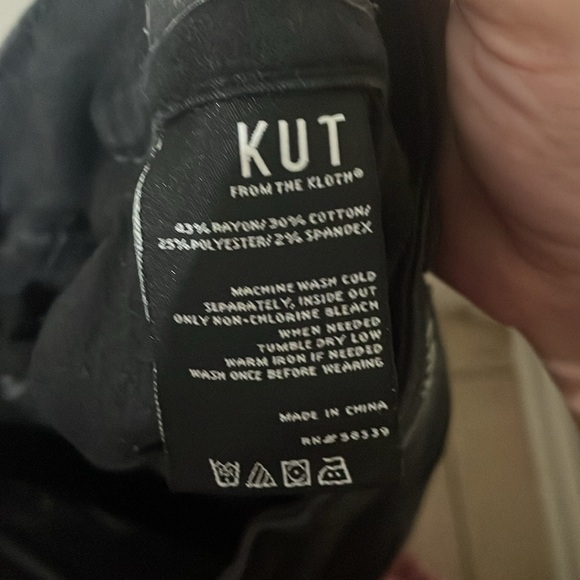 KUT
FROM THE KLOTH®
43% RAYON/ 30% COTTON/
25% POLYESTER/ 2% SPANDEX
MACHINE WASH COLD
SEPARATELY, INSIDE OUT
ONLY NON-CHLORINE BLEACH
WHEN NEEDED
TUMBLE DRY LOW
WARM IRON IF NEEDED
WASH ONCE BEFORE WEARING
MADE IN CHINA
RN#